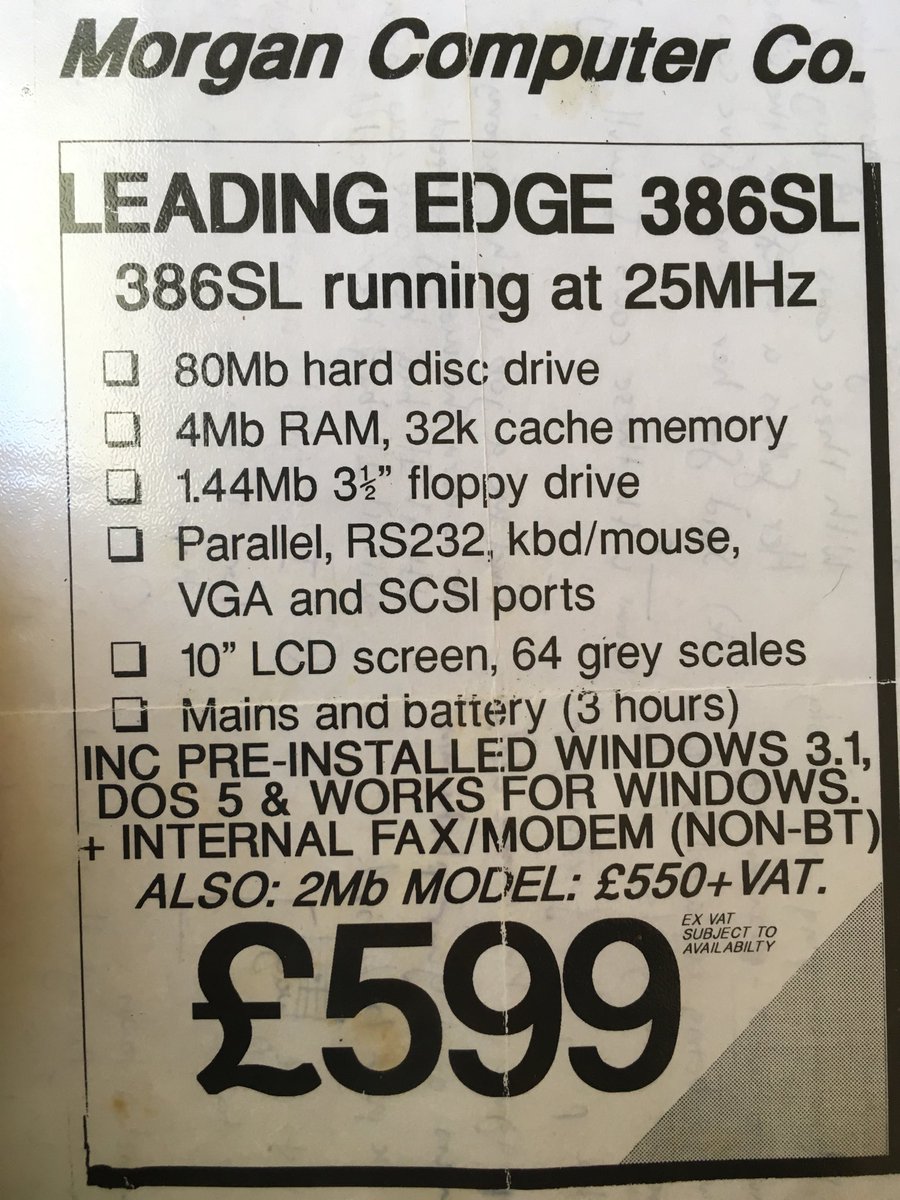 Morgan Computer Co.
LEADING EDGE 386SL
386SL running at 25MHz
80Mb hard disc drive
4Mb RAM, 32k cache memory
1.44Mb 3½” floppy drive
Parallel, RS232, kbd/mouse,
VGA and SCSI ports
10” LCD screen, 64 grey scales
Mains and battery (3 hours)
INC PRE-INSTALLED WINDOWS 3.1,
DOS 5 & WORKS FOR WINDOWS.
+ INTERNAL FAX/MODEM (NON-BT)
ALSO: 2Mb MODEL: £550+VAT.
£599
EX VAT
SUBJECT TO
AVAILABILTY